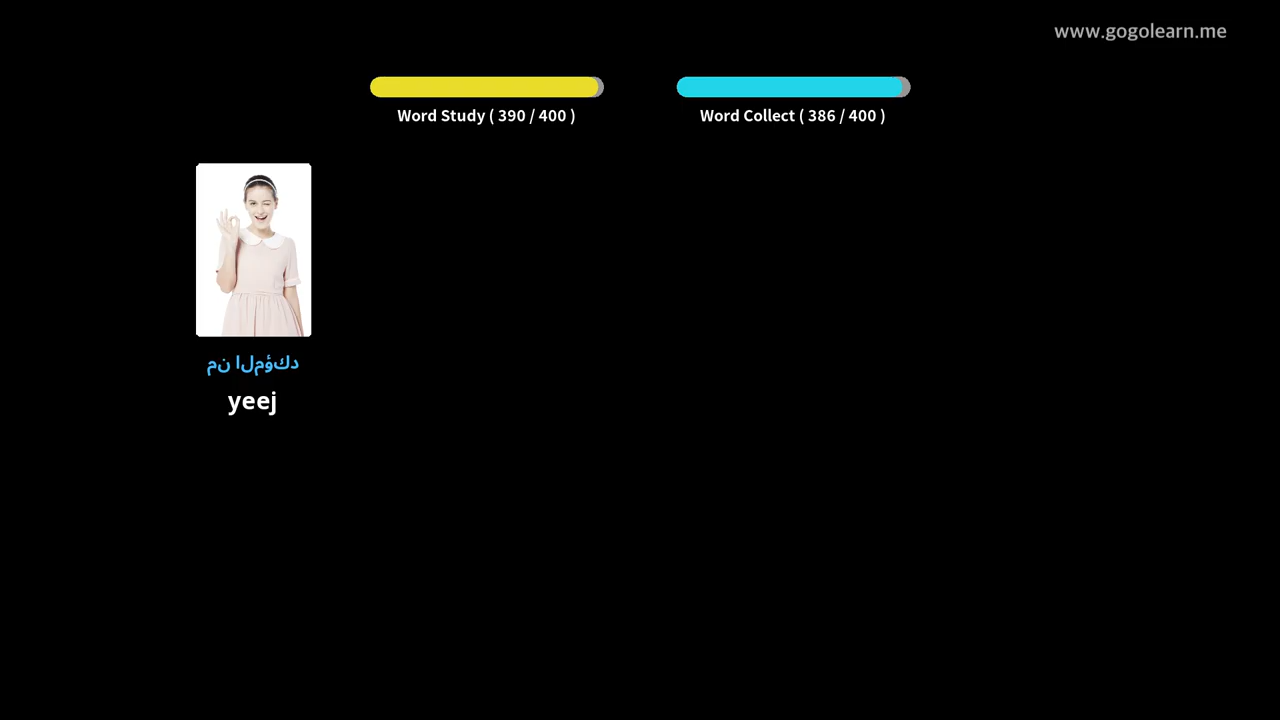 www.gogolearn.me
Word Study ( 390 / 400 )
Word Collect ( 386 / 400 )
من المؤكد
yeej